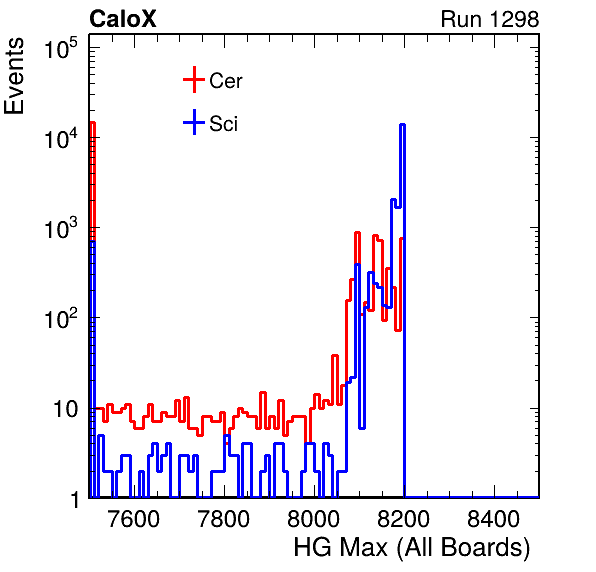 CaloX Run 1298
Events
10^5
10^4
10^3
10^2
10
1
Cer
Sci
7600 7800 8000 8200 8400
HG Max (All Boards)